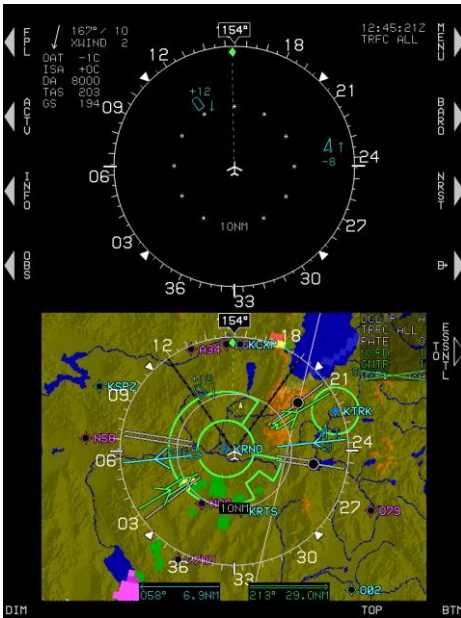 FPL
ACTV
INFO
OBS
MENU
BARO
NRST
ESSNTL
TO
167°/ 10
XWIND 2
OAT -1C
ISA +0C
DA 8000
TAS 203
GS 194
12:45:21Z
TRFC ALL
154°
12
18
09
24
06
27
03
30
36
33
+12
-8
10NM
154°
12
18
21
09
24
06
27
03
30
36
33
A34
KCXP
KSPZ
N58
KRNO
KTRK
KRTS
O79
O02
10NM
TRFC ALL
RATE 0
058° 6.9NM
213° 29.0NM
DIM
TOP
BTM